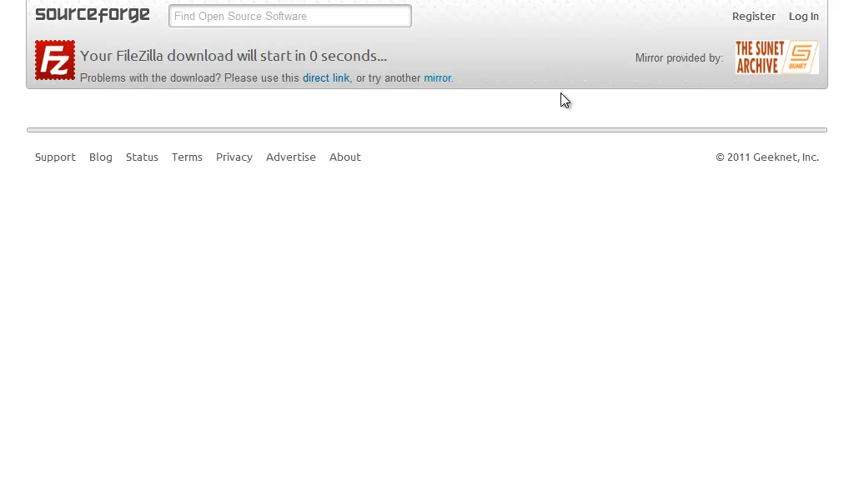 sourceforge
Find Open Source Software
Register Log In
Fz
Your FileZilla download will start in 0 seconds...
Problems with the download? Please use this direct link, or try another mirror.
Mirror provided by:
THE SUNET
ARCHIVE
SUNET
Support Blog Status Terms Privacy Advertise About
© 2011 Geeknet, Inc.